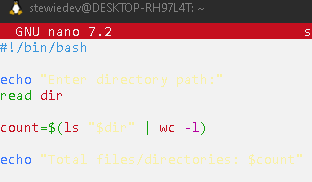 stewiedev@DESKTOP-RH97L4T: ~
GNU nano 7.2 s
#!/bin/bash
echo "Enter directory path:"
read dir
count=$(ls "$dir" | wc -l)
echo "Total files/directories: $count"